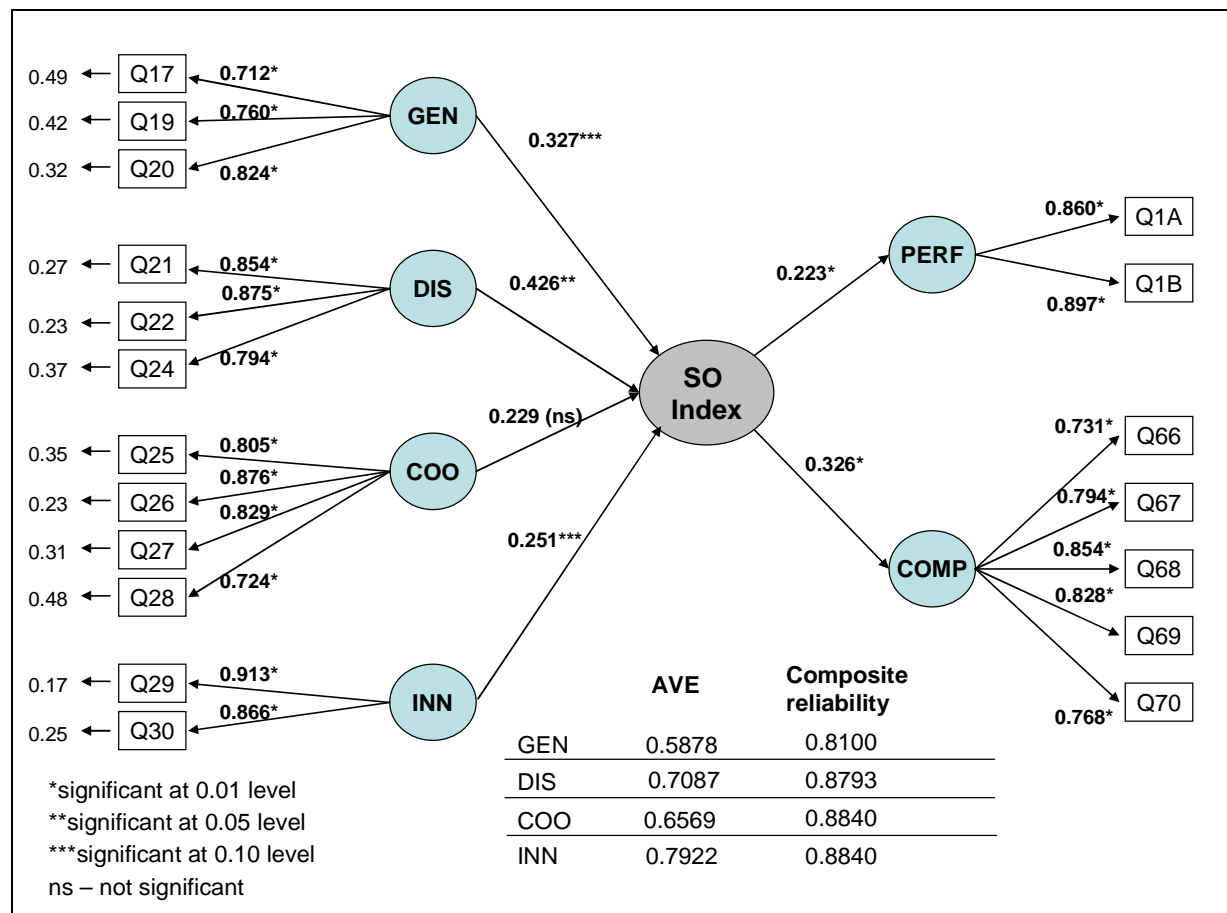 0.49 Q17 0.712*
0.42 Q19 0.760*
0.32 Q20 0.824*
GEN
0.327***
0.27 Q21 0.854*
0.23 Q22 0.875*
0.37 Q24 0.794*
DIS
0.426**
0.35 Q25 0.805*
0.23 Q26 0.876*
0.31 Q27 0.829*
0.48 Q28 0.724*
COO
0.229 (ns)
0.17 Q29 0.913*
0.25 Q30 0.866*
INN
0.251***
SO
Index
0.223*
PERF
0.860* Q1A
0.897* Q1B
0.326*
COMP
0.731* Q66
0.794* Q67
0.854* Q68
0.828* Q69
0.768* Q70
AVE Composite
reliability
GEN 0.5878 0.8100
DIS 0.7087 0.8793
COO 0.6569 0.8840
INN 0.7922 0.8840
*significant at 0.01 level
**significant at 0.05 level
***significant at 0.10 level
ns – not significant